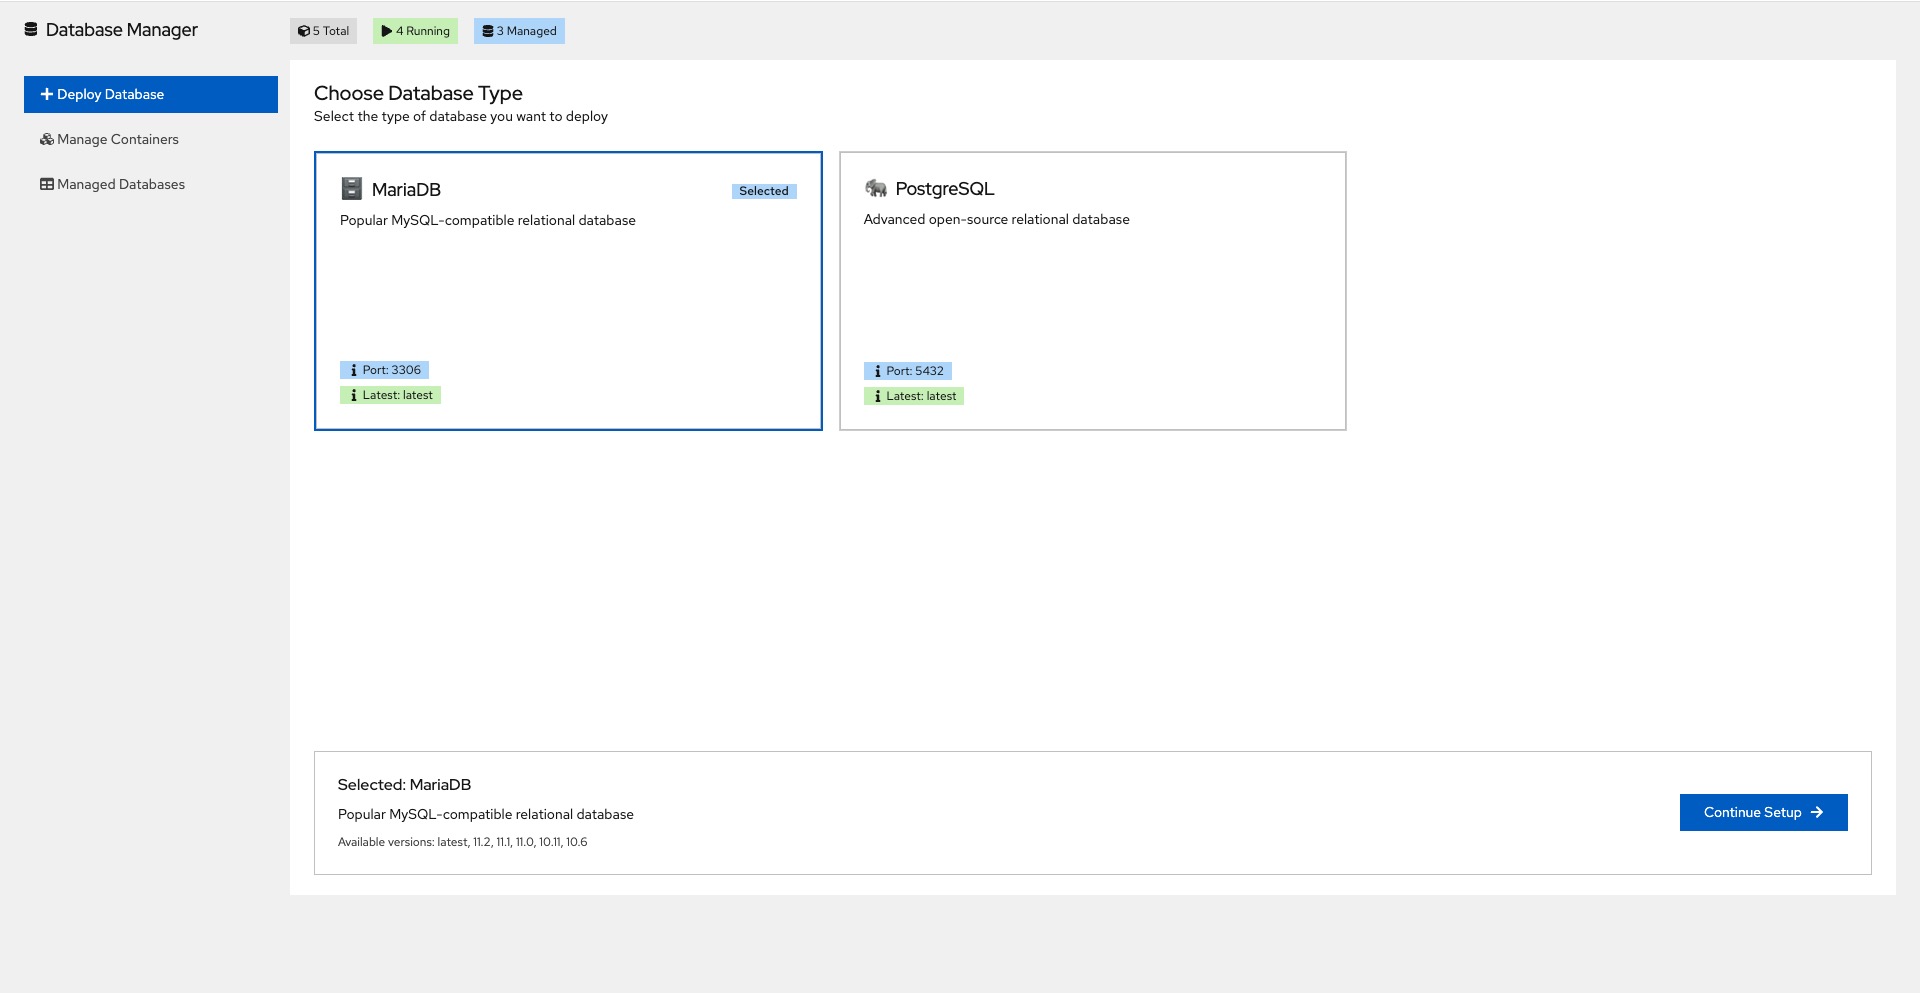 Database Manager
5 Total
4 Running
3 Managed
Deploy Database
Manage Containers
Managed Databases
Choose Database Type
Select the type of database you want to deploy
MariaDB
Selected
Popular MySQL-compatible relational database
Port: 3306
Latest: latest
PostgreSQL
Advanced open-source relational database
Port: 5432
Latest: latest
Selected: MariaDB
Popular MySQL-compatible relational database
Available versions: latest, 11.2, 11.1, 11.0, 10.11, 10.6
Continue Setup